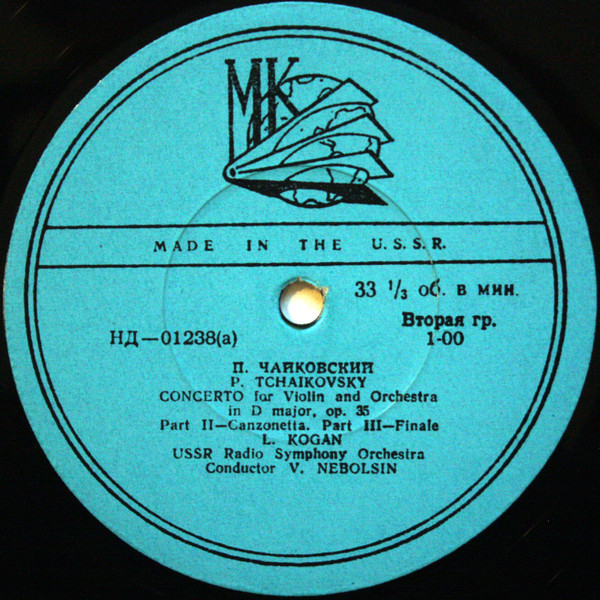 МК
MADE IN THE U.S.S.R.
33 1/3 об. в мин.
Вторая гр.
НД—01238(а) 1-00
П. ЧАЙКОВСКИЙ
P. TCHAIKOVSKY
CONCERTO for Violin and Orchestra
in D major, op. 35
Part II—Canzonetta. Part III—Finale
L. KOGAN
USSR Radio Symphony Orchestra
Conductor V. NEBOLSIN